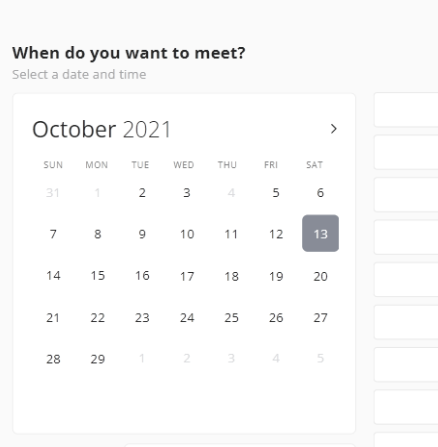 When do you want to meet?
Select a date and time
October 2021
SUN MON TUE WED THU FRI SAT
31 1 2 3 4 5 6
7 8 9 10 11 12 13
14 15 16 17 18 19 20
21 22 23 24 25 26 27
28 29 1 2 3 4 5